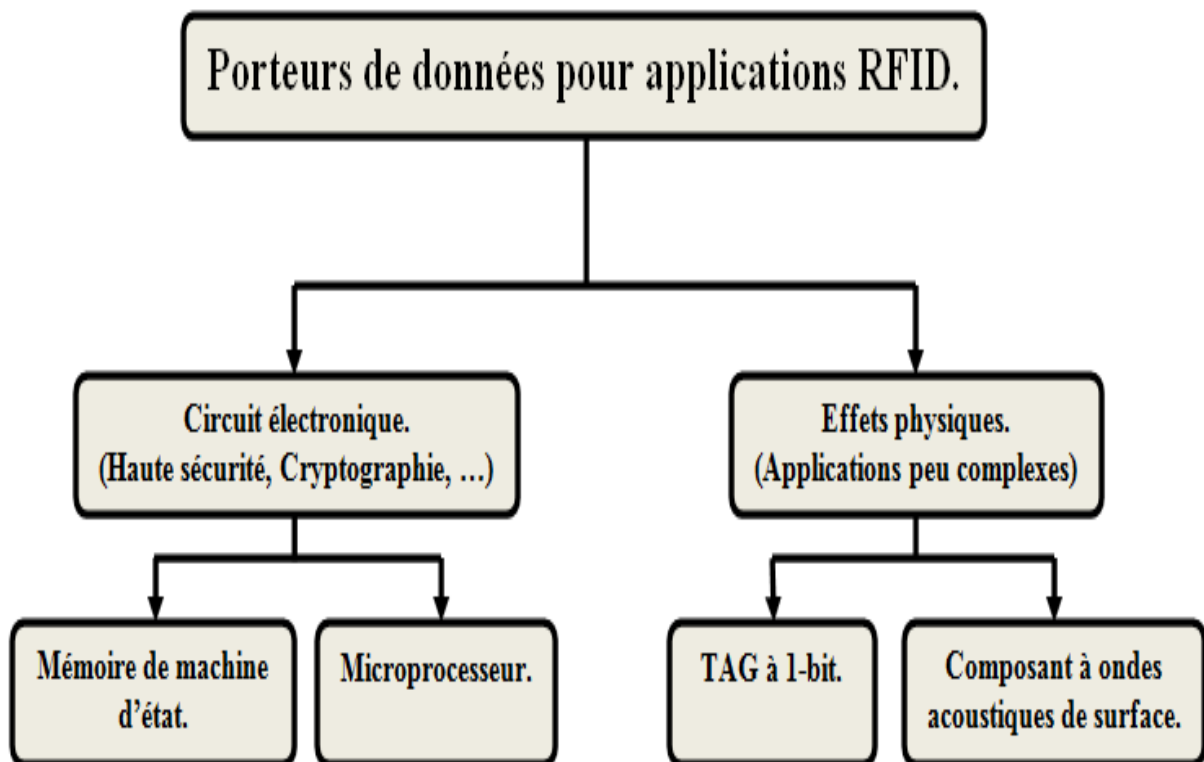 Porteurs de données pour applications RFID.
Circuit électronique.
(Haute sécurité, Cryptographie, …)
Effets physiques.
(Applications peu complexes)
Mémoire de machine
d’état.
Microprocesseur.
TAG à 1-bit.
Composant à ondes
acoustiques de surface.